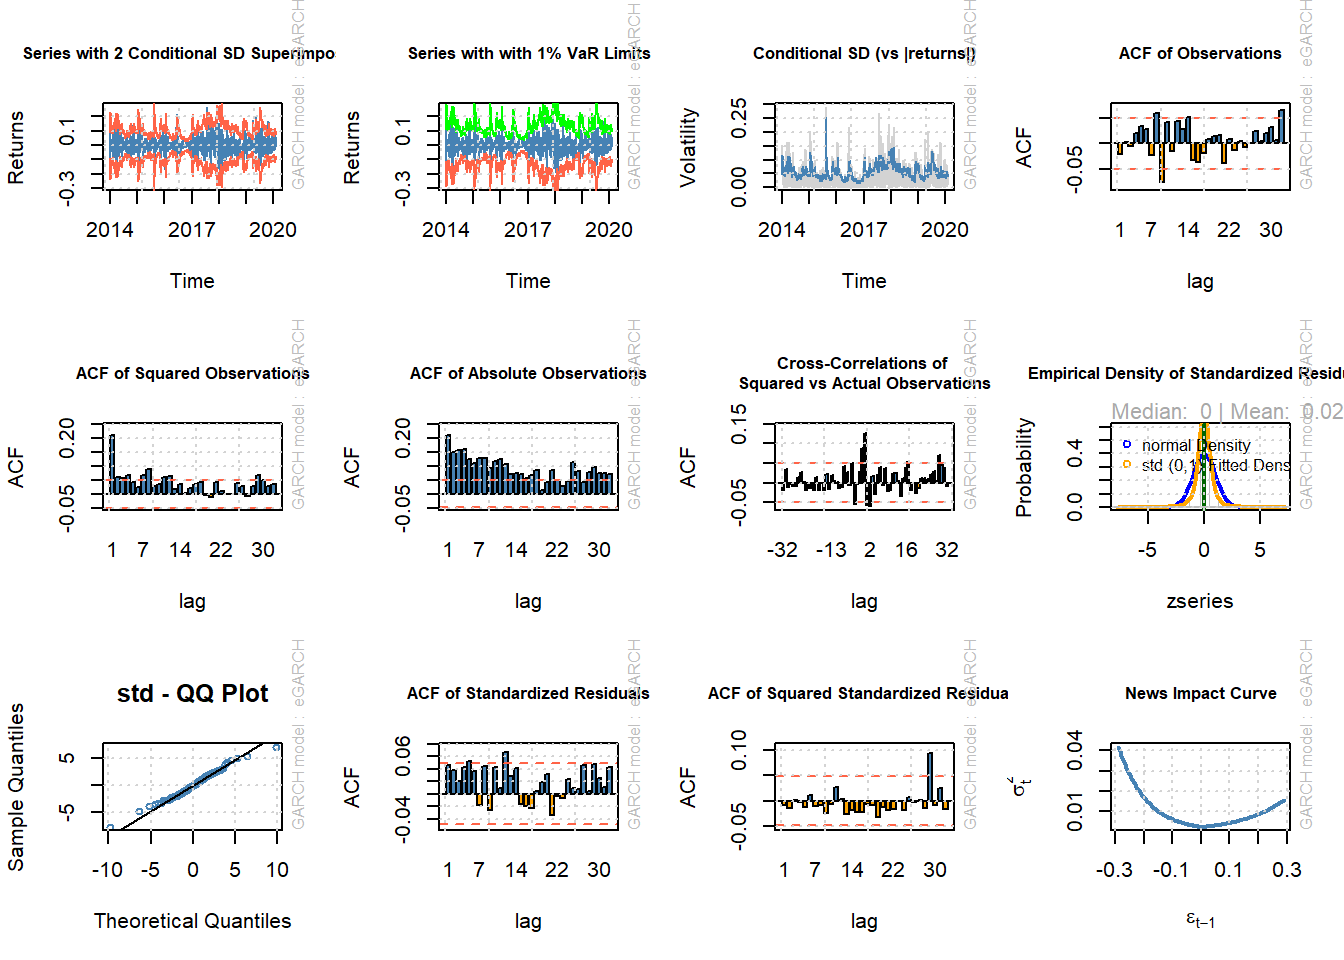 Series with 2 Conditional SD Superimpo
GARCH model : eGARCH
Returns
0.1
-0.3
2014 2017 2020
Time
Series with with 1% VaR Limits
GARCH model : eGARCH
Returns
0.1
-0.3
2014 2017 2020
Time
Conditional SD (vs |returns|)
GARCH model : eGARCH
Volatility
0.25
0.00
2014 2017 2020
Time
ACF of Observations
GARCH model : eGARCH
ACF
-0.05
1 7 14 22 30
lag
ACF of Squared Observations
GARCH model : eGARCH
ACF
0.20
-0.05
1 7 14 22 30
lag
ACF of Absolute Observations
GARCH model : eGARCH
ACF
0.20
-0.05
1 7 14 22 30
lag
Cross-Correlations of
Squared vs Actual Observations
GARCH model : eGARCH
ACF
0.15
-0.05
-32 -13 2 16 32
lag
Empirical Density of Standardized Residu
GARCH model : eGARCH
Median: 0 | Mean: 0.02
Probability
0.4
0.0
normal Density
std (0,1) Fitted Dens
-5 0 5
zseries
std - QQ Plot
GARCH model : eGARCH
Sample Quantiles
5
-5
-10 -5 0 5 10
Theoretical Quantiles
ACF of Standardized Residuals
GARCH model : eGARCH
ACF
0.06
-0.04
1 7 14 22 30
lag
ACF of Squared Standardized Residua
GARCH model : eGARCH
ACF
0.10
-0.05
1 7 14 22 30
lag
News Impact Curve
GARCH model : eGARCH
σ²t
0.04
0.01
-0.3 -0.1 0.1 0.3
εt−1